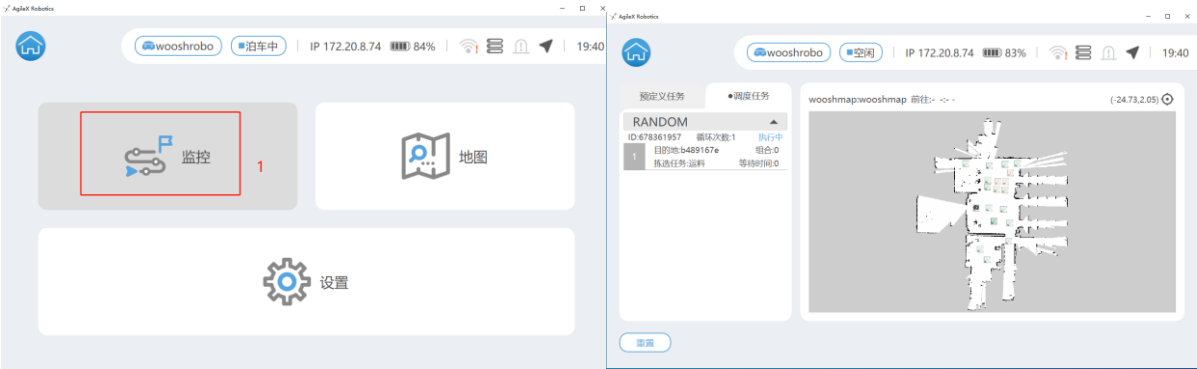 AgileX Robotics
wooshrobo
泊车中
IP 172.20.8.74
84%
19:40
监控
1
地图
设置
AgileX Robotics
wooshrobo
空闲
IP 172.20.8.74
83%
19:40
预定义任务
●调度任务
wooshmap:wooshmap 前往:- -:- -
(-24.73,2.05)
RANDOM
ID:678361957 循环次数:1 执行中
1
目的地:b489167e 组合:0
拣选任务:运料 等待时间:0
重置